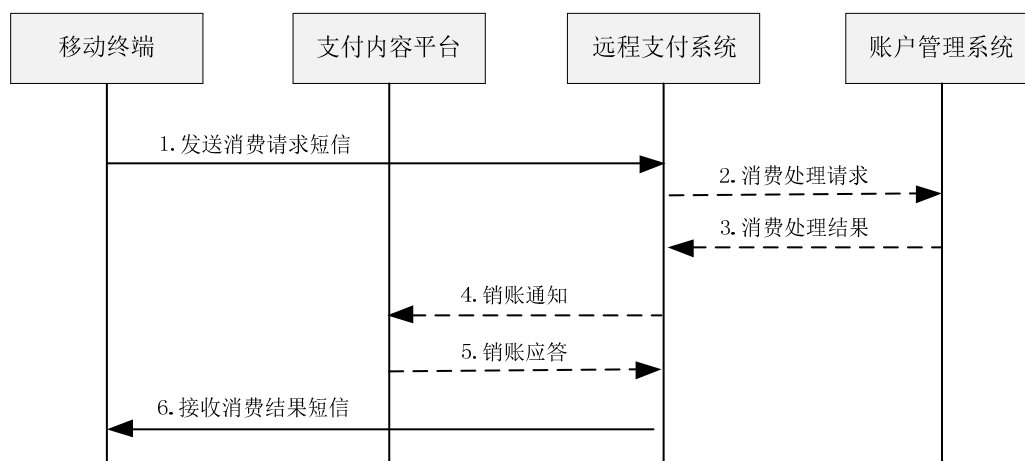 移动终端
支付内容平台
远程支付系统
账户管理系统
1.发送消费请求短信
2.消费处理请求
3.消费处理结果
4.销账通知
5.销账应答
6.接收消费结果短信